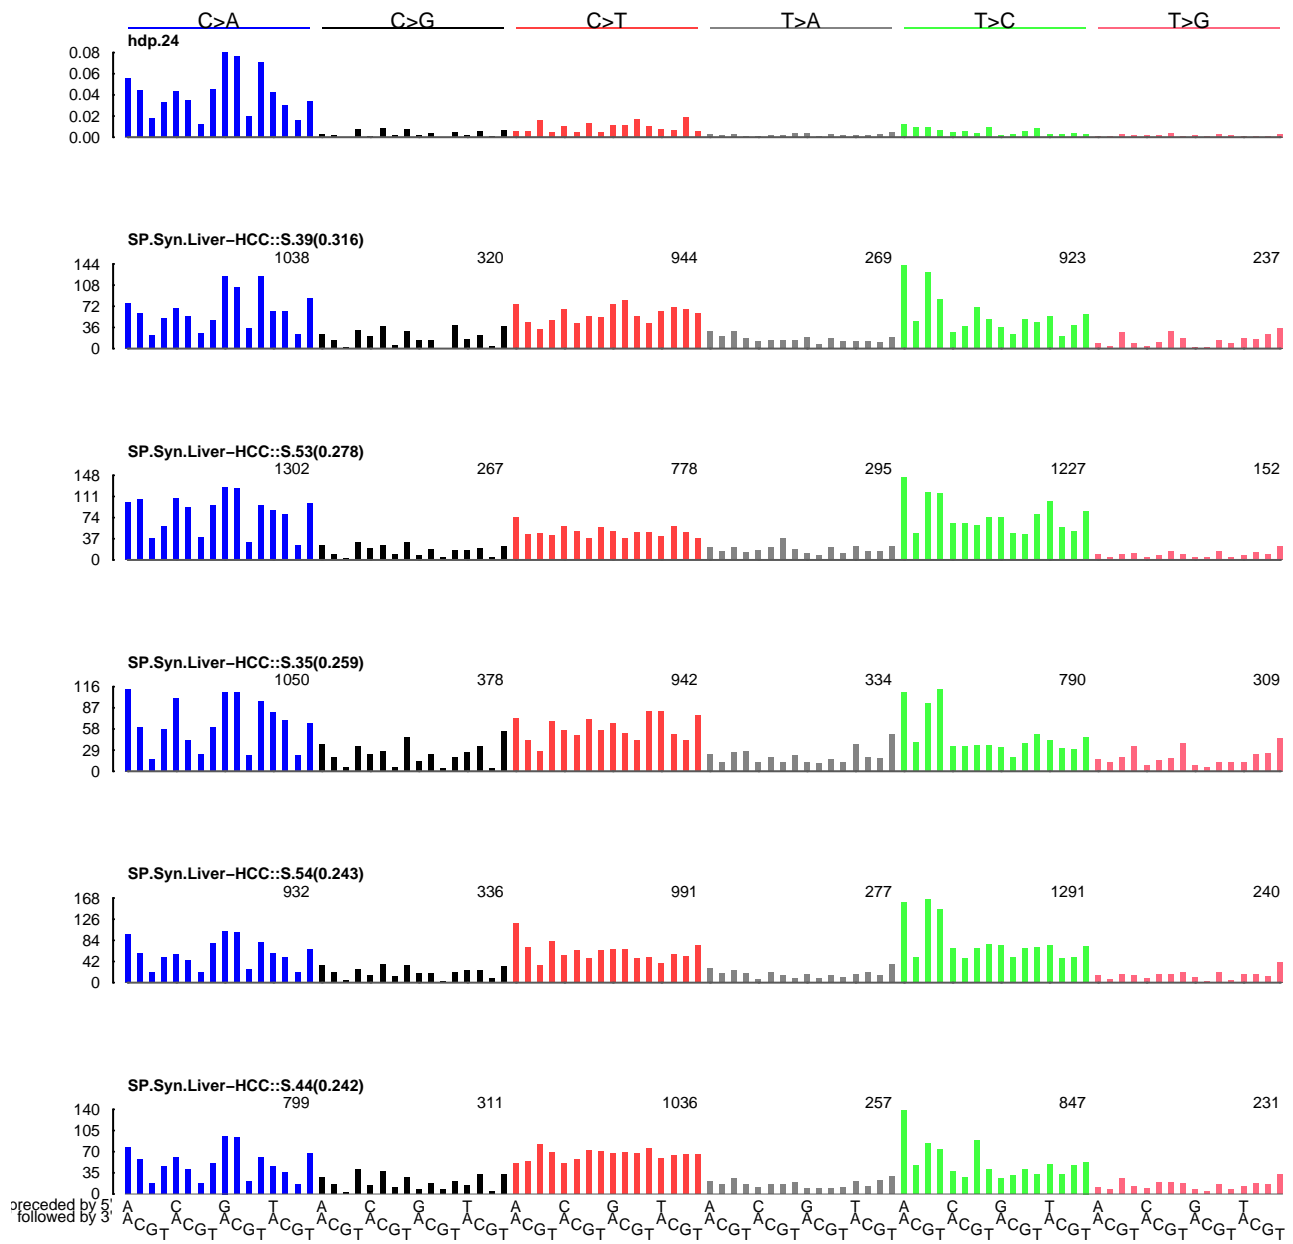 C>A C>G C>T T>A T>C T>G
hdp.24
0.08
0.06
0.04
0.02
0.00
SP.Syn.Liver−HCC::S.39(0.316)
1038 320 944 269 923 237
144
108
72
36
0
SP.Syn.Liver−HCC::S.53(0.278)
1302 267 778 295 1227 152
148
111
74
37
0
SP.Syn.Liver−HCC::S.35(0.259)
1050 378 942 334 790 309
116
87
58
29
0
SP.Syn.Liver−HCC::S.54(0.243)
932 336 991 277 1291 240
168
126
84
42
0
SP.Syn.Liver−HCC::S.44(0.242)
799 311 1036 257 847 231
140
105
70
35
0
preceded by 5' A C G T A C G T A C G T A C G T A C G T A C G T
followed by 3' A C G T A C G T A C G T A C G T A C G T A C G T A C G T A C G T A C G T A C G T A C G T A C G T A C G T A C G T A C G T A C G T A C G T A C G T A C G T A C G T A C G T A C G T A C G T A C G T